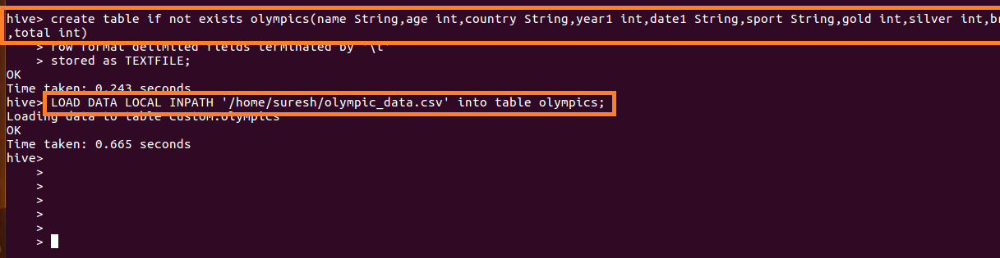 hive> create table if not exists olympics(name String,age int,country String,year1 int,date1 String,sport String,gold int,silver int,
,total int)
    > row format delimited fields terminated by '\t'
    > stored as TEXTFILE;
OK
Time taken: 0.243 seconds
hive> LOAD DATA LOCAL INPATH '/home/suresh/olympic_data.csv' into table olympics;
Loading data to table custom.olympics
OK
Time taken: 0.665 seconds
hive>
    >
    >
    >
    >
    >
    >